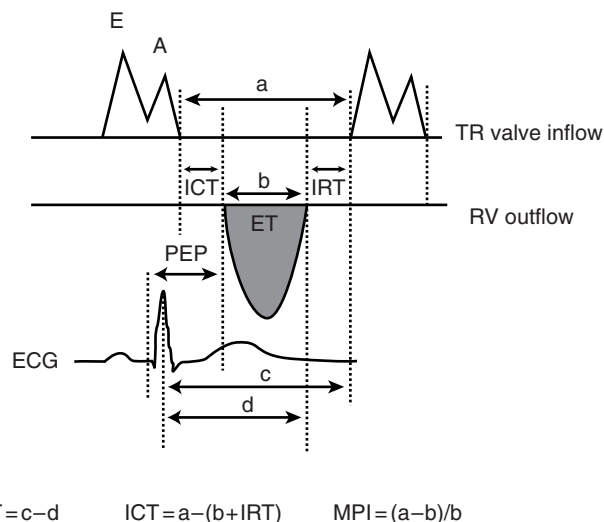 E
A
a
TR valve inflow
ICT b IRT
RV outflow
ET
PEP
ECG
c
d
T=c–d ICT=a–(b+IRT) MPI=(a–b)/b